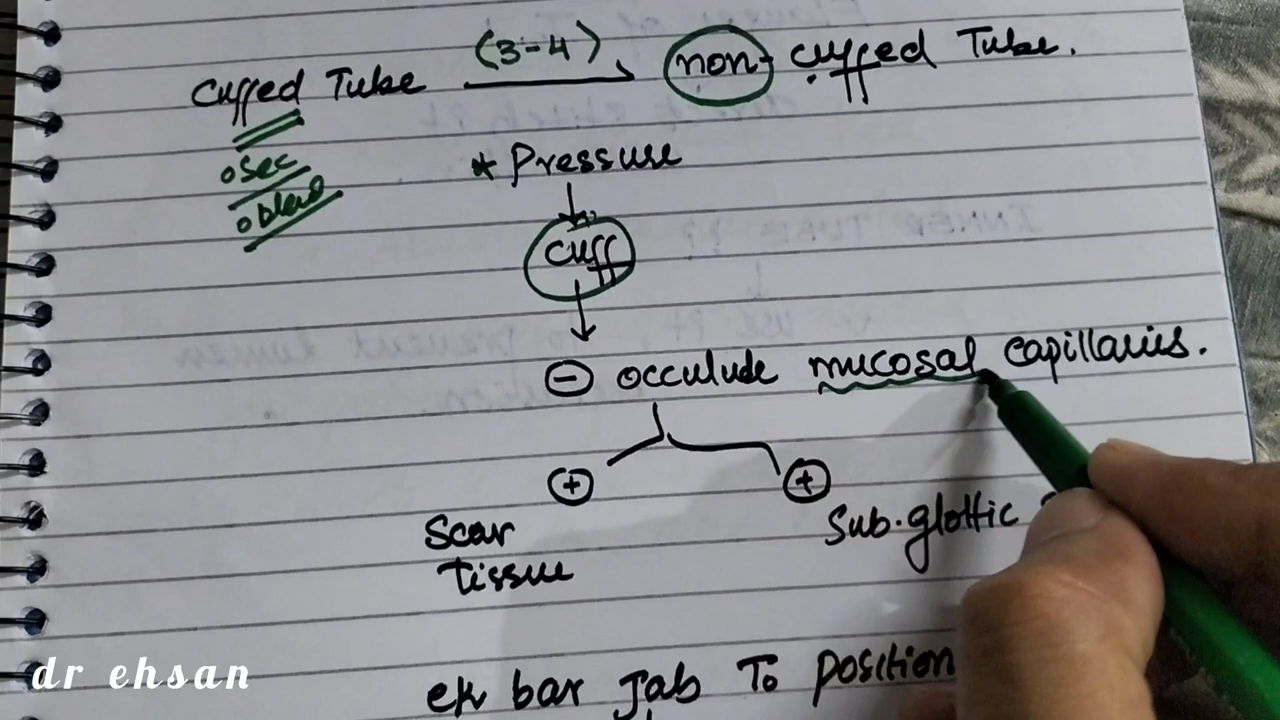 (3-4)
Cuffed Tube non-cuffed Tube.
sec
bleed
* Pressure
cuff
- occulude mucosal capillaries.
+ +
Scar Sub.glottic
tissue
ek bar jab To position
dr ehsan